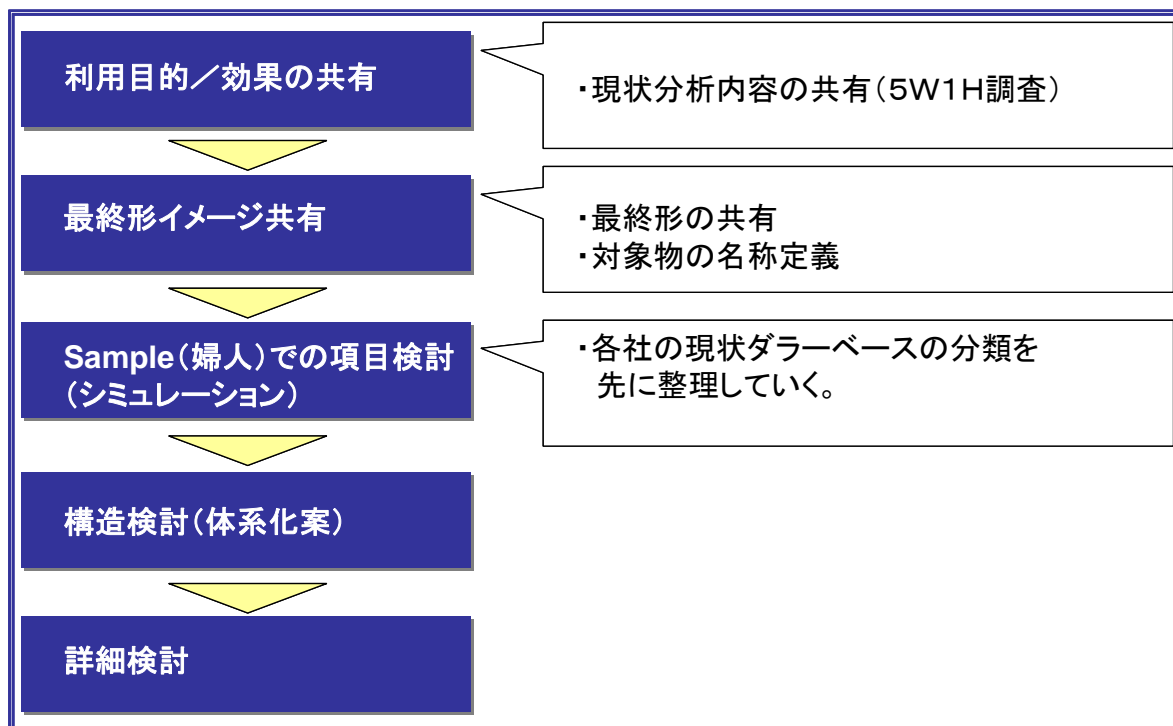 利用目的／効果の共有
・現状分析内容の共有（5W1H調査）
最終形イメージ共有
・最終形の共有
・対象物の名称定義
Sample（婦人）での項目検討
（シミュレーション）
・各社の現状ダラーベースの分類を
先に整理していく。
構造検討（体系化案）
詳細検討